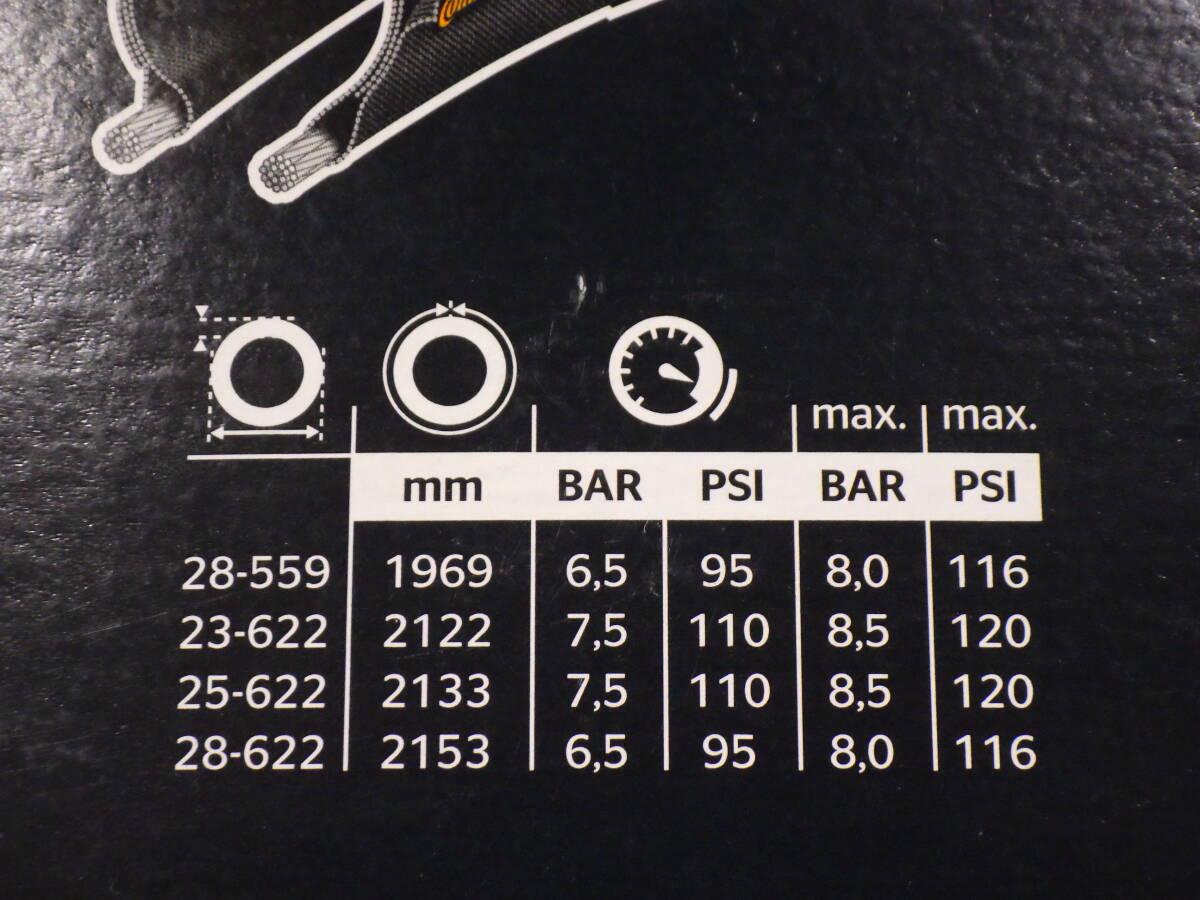 max. max.
mm BAR PSI BAR PSI
28-559 1969 6,5 95 8,0 116
23-622 2122 7,5 110 8,5 120
25-622 2133 7,5 110 8,5 120
28-622 2153 6,5 95 8,0 116